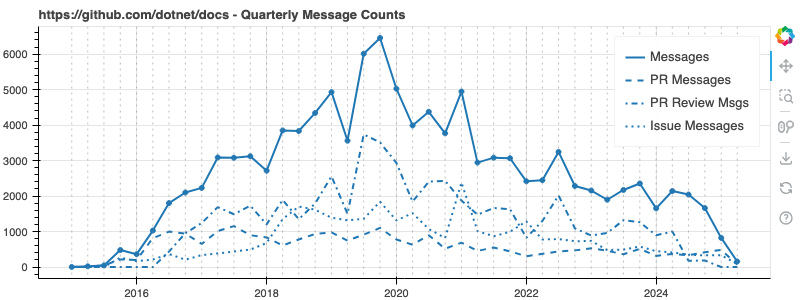 https://github.com/dotnet/docs - Quarterly Message Counts
6000
5000
4000
3000
2000
1000
0
Messages
PR Messages
PR Review Msgs
Issue Messages
2016
2018
2020
2022
2024